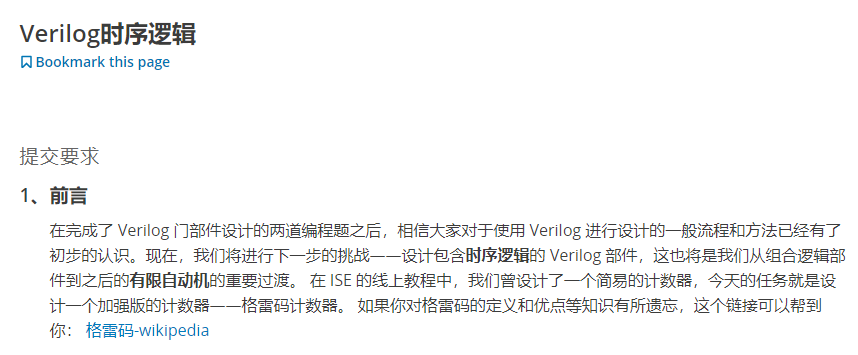 Verilog时序逻辑
Bookmark this page
提交要求
1、前言
在完成了 Verilog 门部件设计的两道编程题之后，相信大家对于使用 Verilog 进行设计的一般流程和方法已经有了
初步的认识。现在，我们将进行下一步的挑战——设计包含时序逻辑的 Verilog 部件，这也将是我们从组合逻辑部
件到之后的有限自动机的重要过渡。 在 ISE 的线上教程中，我们曾设计了一个简易的计数器，今天的任务就是设
计一个加强版的计数器——格雷码计数器。 如果你对格雷码的定义和优点等知识有所遗忘，这个链接可以帮到
你： 格雷码-wikipedia